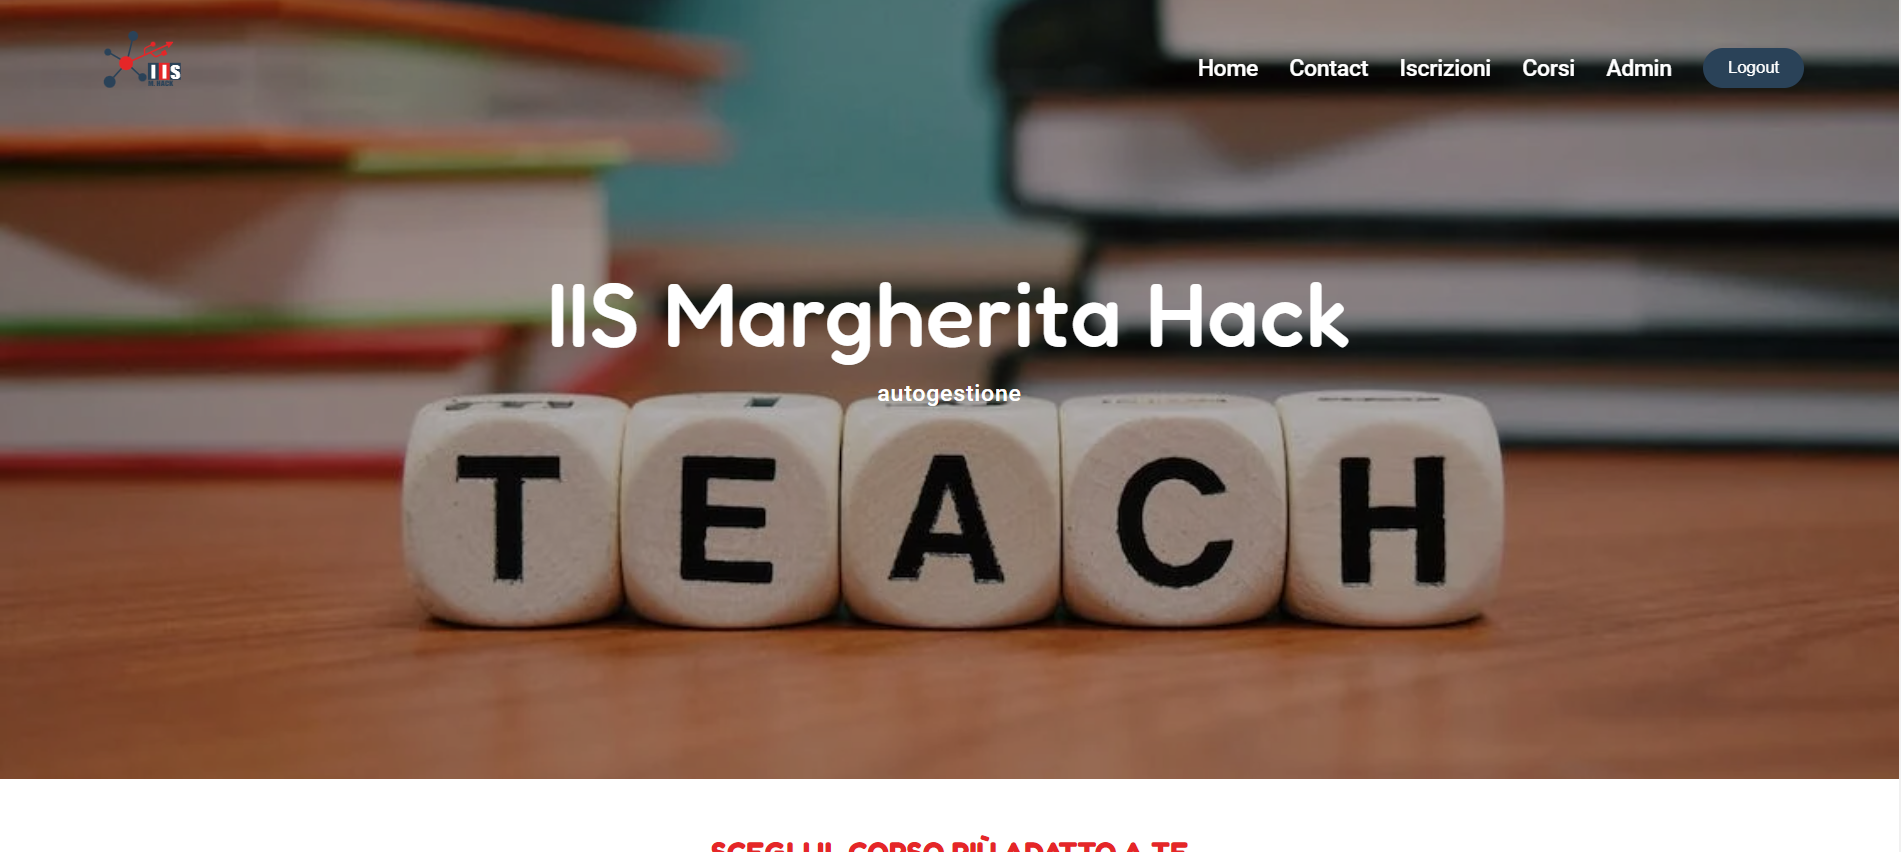 IIS
Home Contact Iscrizioni Corsi Admin Logout
IIS Margherita Hack
autogestione
TEACH
SCEGLI IL CORSO PIÙ ADATTO A TE